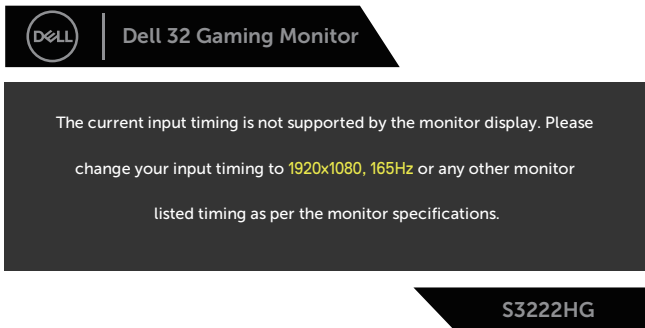 DELL
Dell 32 Gaming Monitor
The current input timing is not supported by the monitor display. Please
change your input timing to 1920x1080, 165Hz or any other monitor
listed timing as per the monitor specifications.
S3222HG